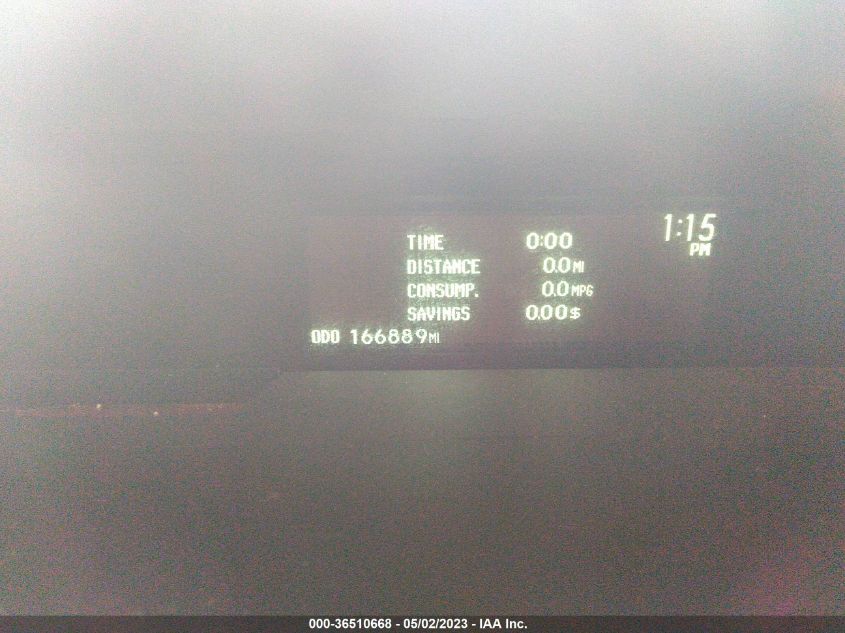 1:15
PM
TIME 0:00
DISTANCE 0.0 MI
CONSUMP. 0.0 MPG
SAVINGS 0.00 $
ODO 166889 MI
000-36510668 - 05/02/2023 - IAA Inc.